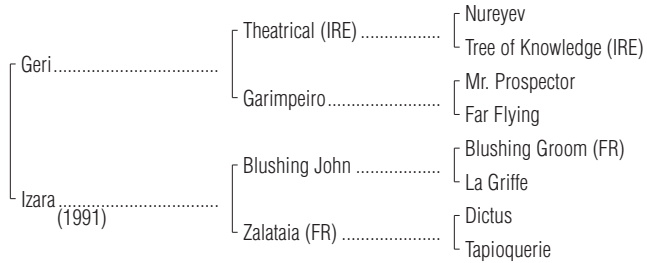 Nureyev
Theatrical (IRE)
Tree of Knowledge (IRE)
Geri
Mr. Prospector
Garimpeiro
Far Flying
Blushing Groom (FR)
Blushing John
La Griffe
Izara
(1991)
Dictus
Zalataia (FR)
Tapioquerie